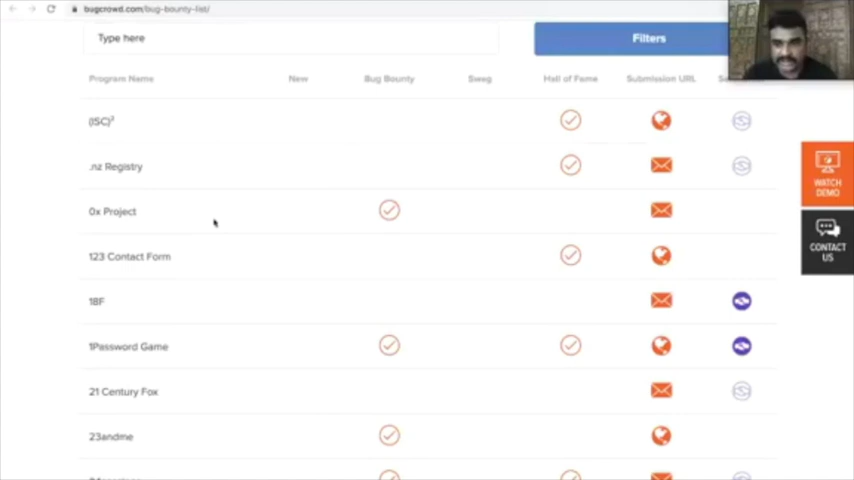 bugcrowd.com/bug-bounty-list/
Type here
Filters
Program Name New Bug Bounty Swag Hall of Fame Submission URL
(ISC)²
.nz Registry
0x Project
123 Contact Form
18F
1Password Game
21 Century Fox
23andme
WATCH
DEMO
CONTACT
US